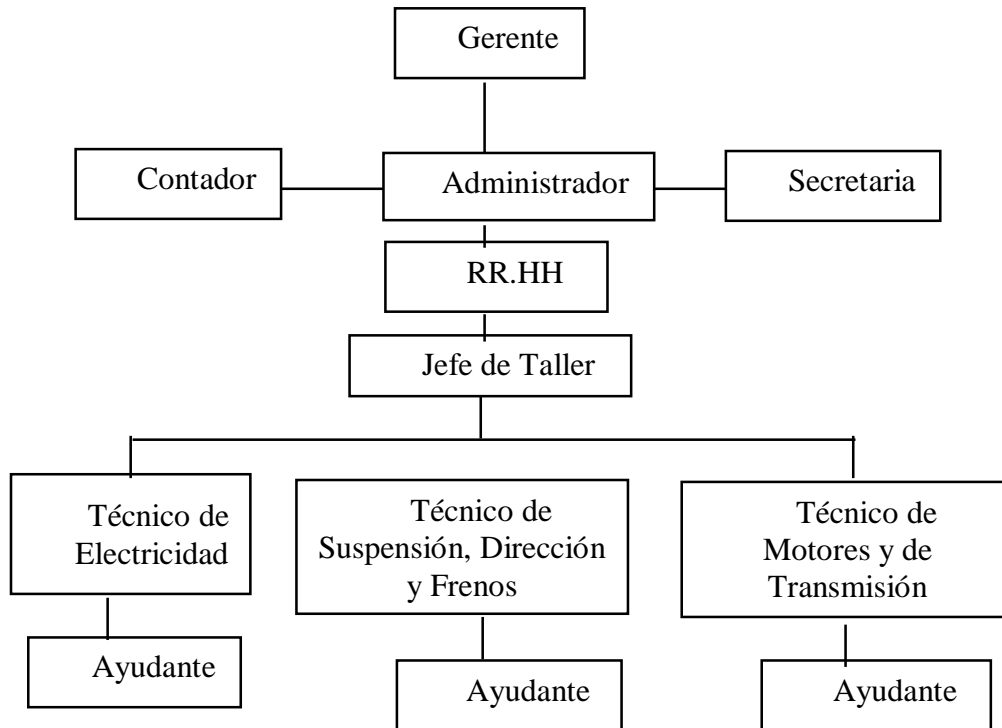 Gerente
Contador
Administrador
Secretaria
RR.HH
Jefe de Taller
Técnico de
Electricidad
Técnico de
Suspensión, Dirección
y Frenos
Técnico de
Motores y de
Transmisión
Ayudante
Ayudante
Ayudante